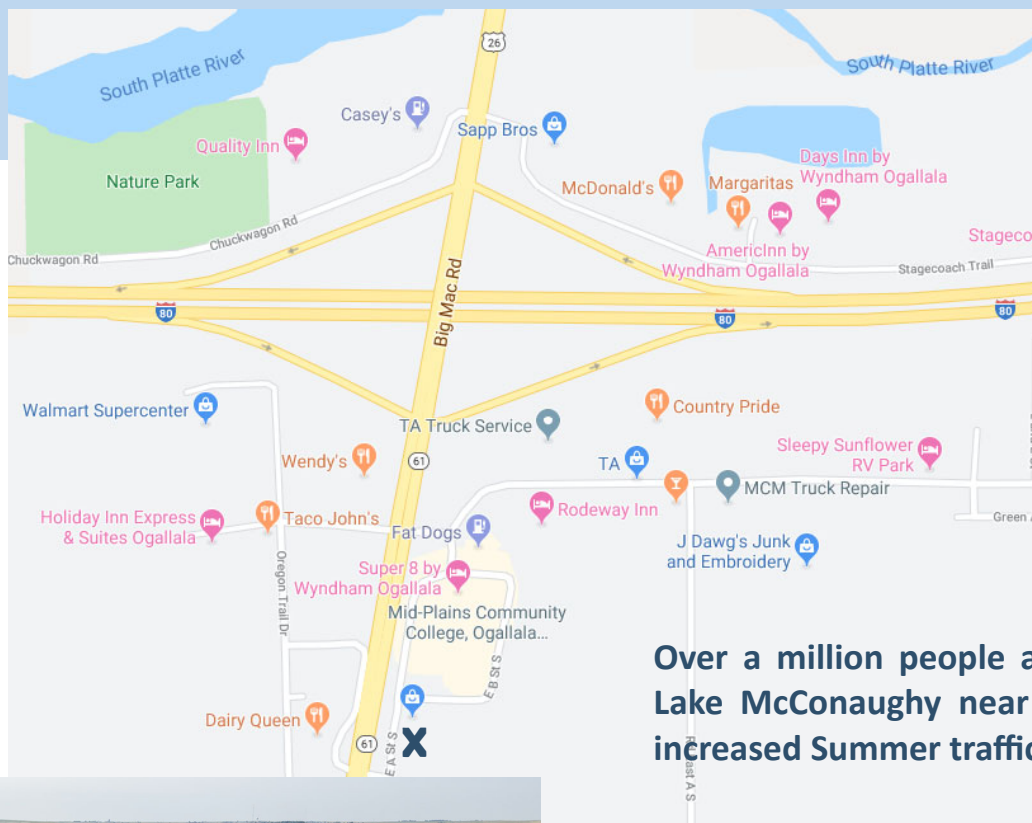 26
South Platte River
South Platte River
Casey's
Sapp Bros
Quality Inn
Nature Park
McDonald's
Margaritas
Days Inn by
Wyndham Ogallala
AmericInn by
Wyndham Ogallala
Chuckwagon Rd
Chuckwagon Rd
Stagecoach Trail
80
80
80
Big Mac Rd
Walmart Supercenter
TA Truck Service
Country Pride
Wendy's
61
TA
Sleepy Sunflower
RV Park
MCM Truck Repair
Rodeway Inn
Holiday Inn Express
& Suites Ogallala
Taco John's
Fat Dogs
Green
J Dawg's Junk
and Embroidery
Super 8 by
Wyndham Ogallala
Oregon Trail Dr
Mid-Plains Community
College, Ogallala...
E B St S
Dairy Queen
61
E A St S
X
Over a million people
Lake McConaughy near
increased Summer traffic
East A S